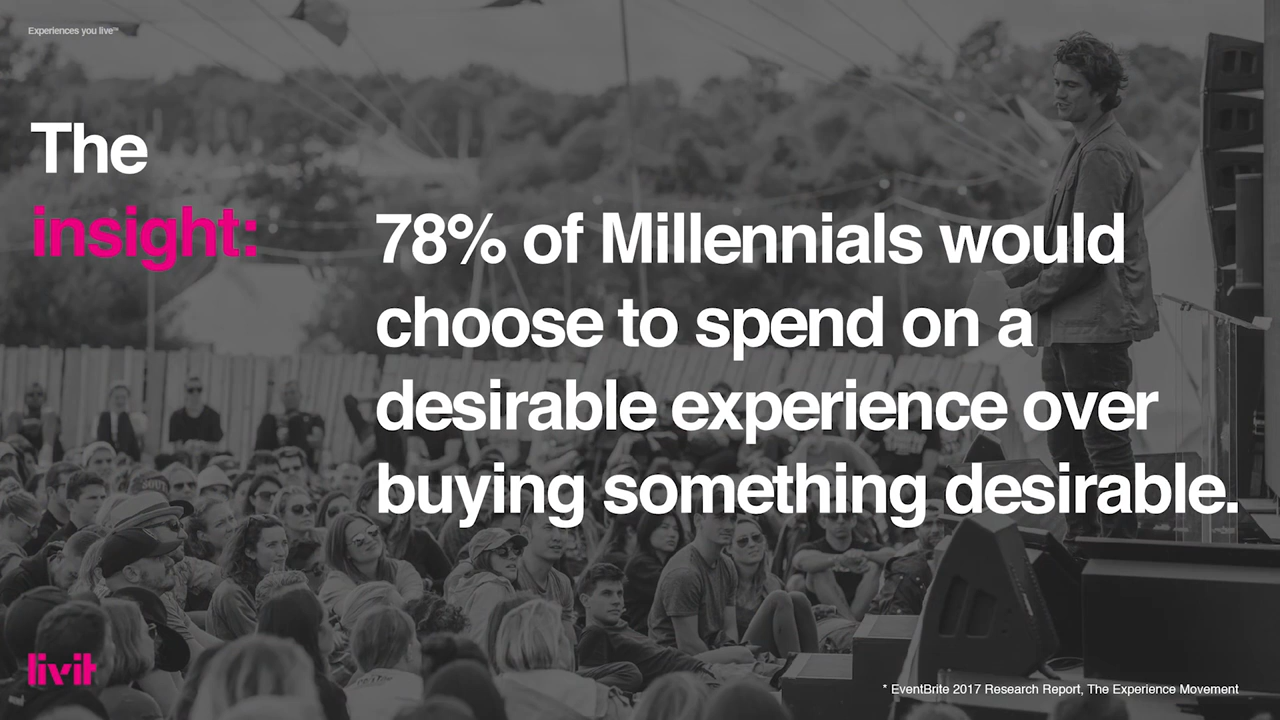 Experiences you live™
The
insight:
78% of Millennials would
choose to spend on a
desirable experience over
buying something desirable.
livit
* EventBrite 2017 Research Report, The Experience Movement